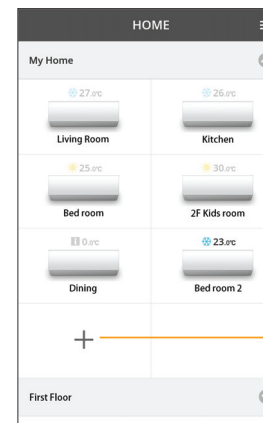 HOME
My Home
27.0°C
26.0°C
Living Room
Kitchen
25.0°C
30.0°C
Bed room
2F Kids room
0.0°C
23.0°C
Dining
Bed room 2
First Floor